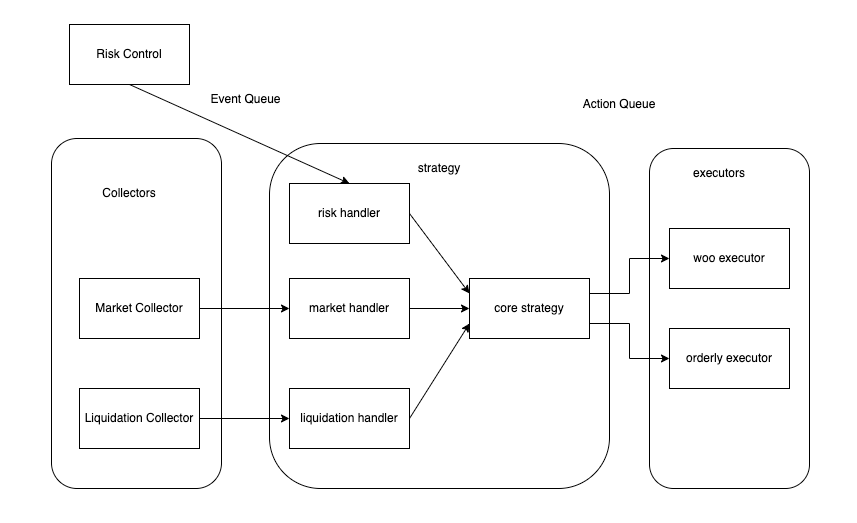 Risk Control
Event Queue
Action Queue
Collectors
strategy
executors
risk handler
woo executor
Market Collector
market handler
core strategy
orderly executor
Liquidation Collector
liquidation handler